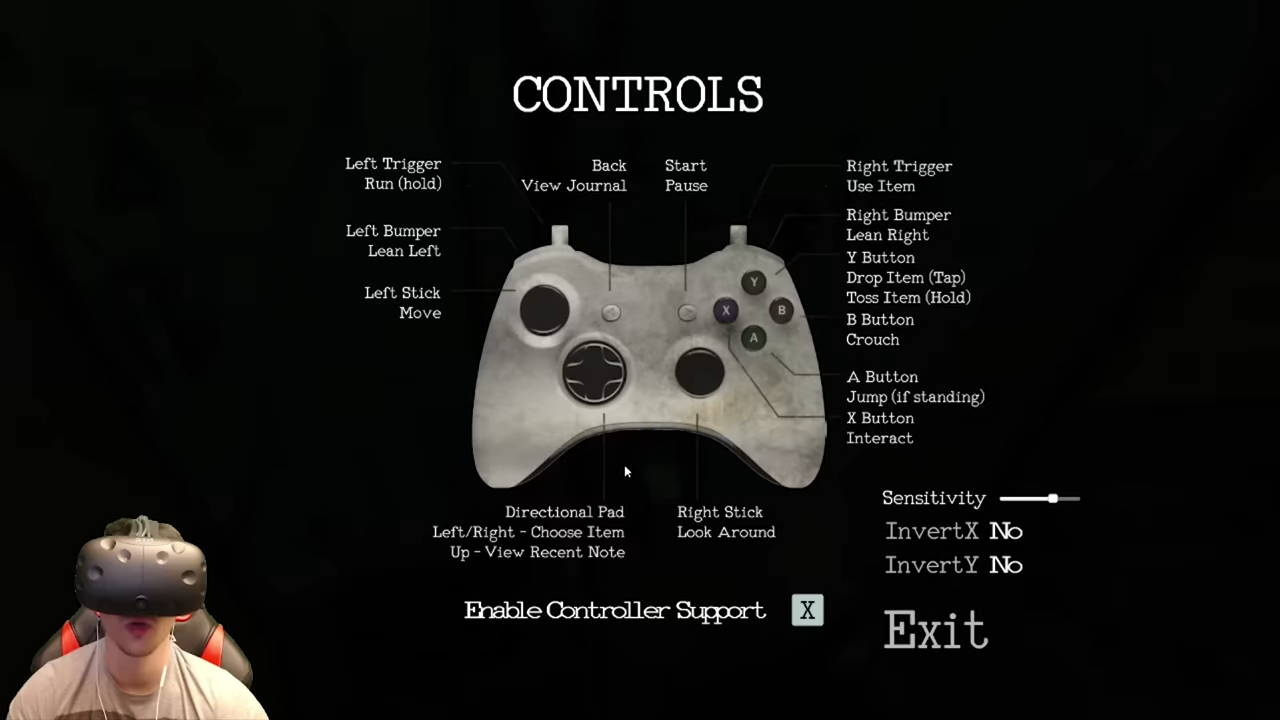 CONTROLS
Left Trigger
Run (hold)
Back
View Journal
Start
Pause
Right Trigger
Use Item
Left Bumper
Lean Left
Right Bumper
Lean Right
Left Stick
Move
Y Button
Drop Item (Tap)
Toss Item (Hold)
B Button
Crouch
A Button
Jump (if standing)
X Button
Interact
Y
X
B
A
Directional Pad
Left/Right - Choose Item
Up - View Recent Note
Right Stick
Look Around
Sensitivity
InvertX No
InvertY No
Enable Controller Support X
Exit